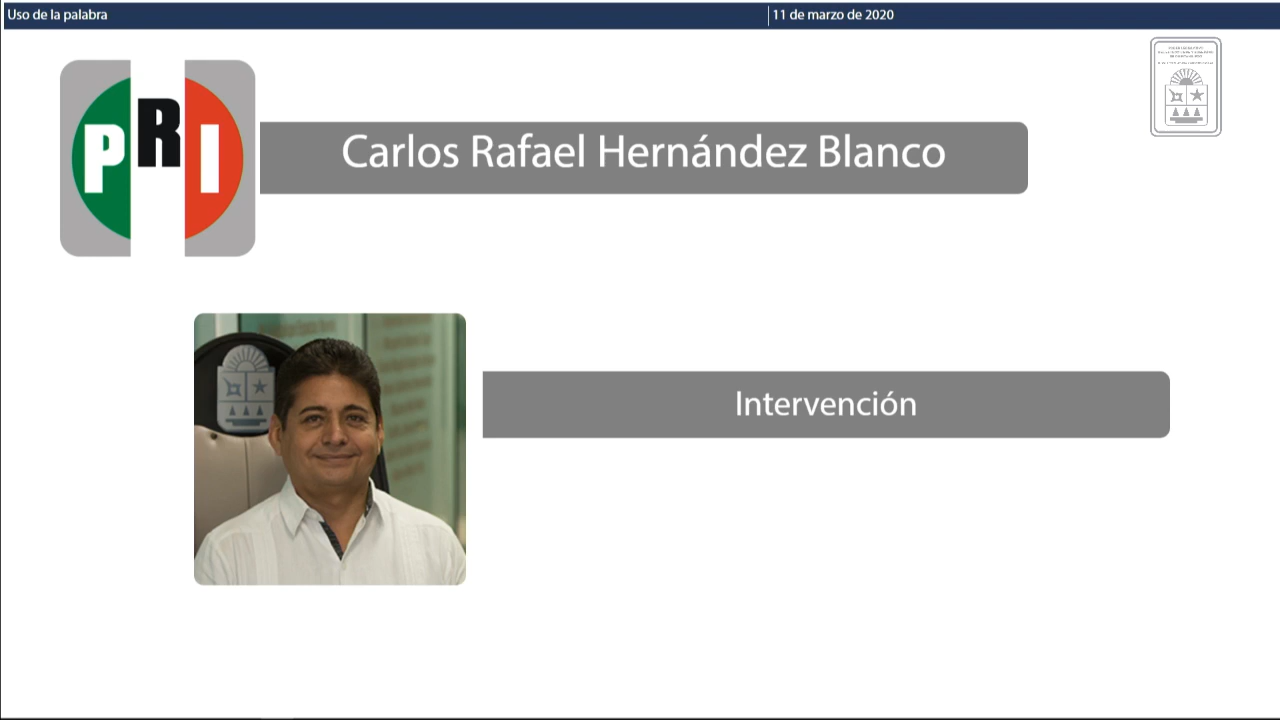 Uso de la palabra
11 de marzo de 2020
PRI
Carlos Rafael Hernández Blanco
Intervención